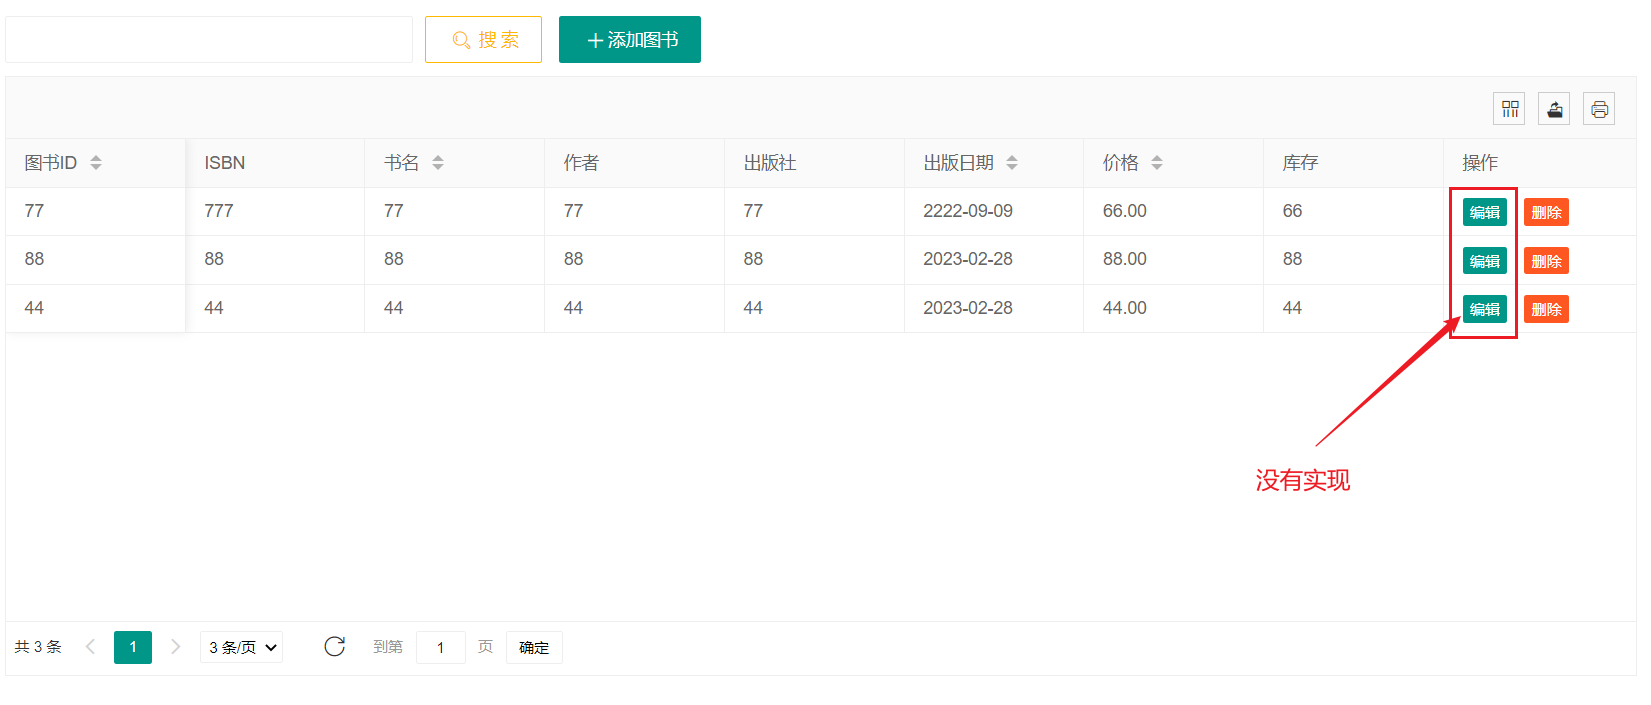 搜索 添加图书
图书ID ISBN 书名 作者 出版社 出版日期 价格 库存 操作
77 777 77 77 77 2222-09-09 66.00 66 编辑 删除
88 88 88 88 88 2023-02-28 88.00 88 编辑 删除
44 44 44 44 44 2023-02-28 44.00 44 编辑 删除
没有实现
共 3 条 1 3 条/页 到第 1 页 确定